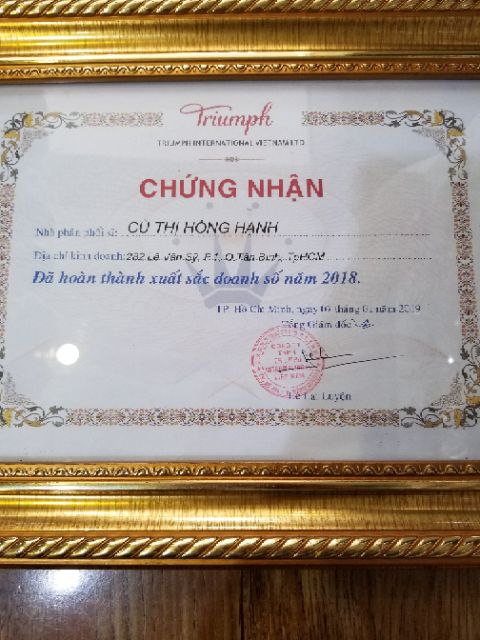 Triumph
TRIUMPH INTERNATIONAL VIETNAM LTD
CHỨNG NHẬN
Nhà phân phối sỉ: CÙ THỊ HỒNG HẠNH
Địa chỉ kinh doanh: 282 Lê Văn Sỹ, P.1, Q.Tân Bình, TpHCM
Đã hoàn thành xuất sắc doanh số năm 2018.
TP. Hồ Chí Minh, ngày 01 năm 2019
Tổng Giám đốc